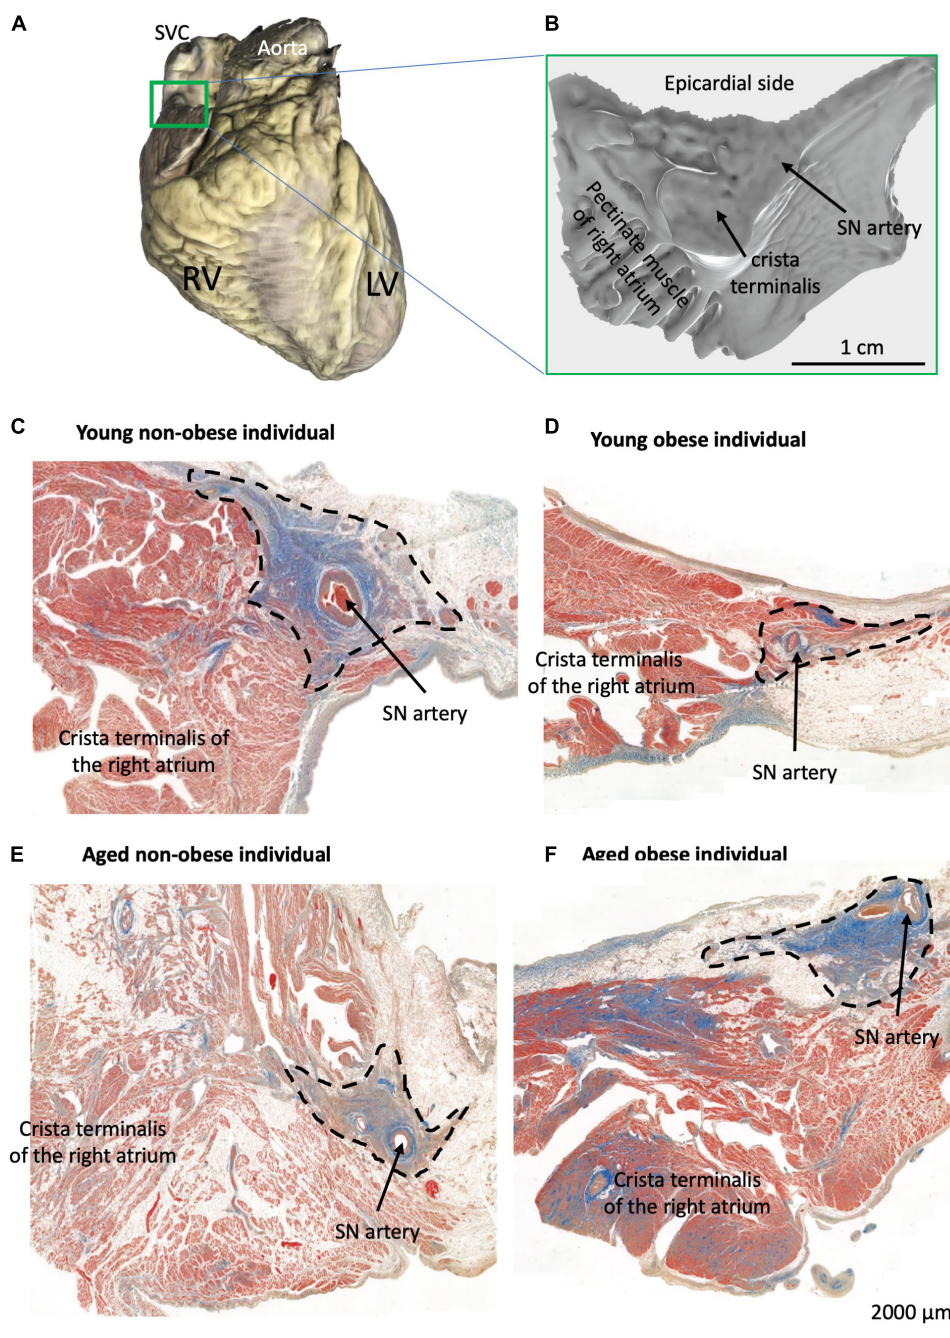 A
SVC
Aorta
RV
LV
B
Epicardial side
Pectinate muscle
of right atrium
SN
artery
crista
terminalis
1 cm
C
Young non-obese individual
SN artery
Crista terminalis of
the right atrium
D
Young obese individual
Crista terminalis
of the right atrium
SN artery
E
Aged non-obese individual
Crista terminalis
of the right atrium
SN artery
F
Aged obese individual
SN artery
Crista terminalis
of the right atrium
2000 µm